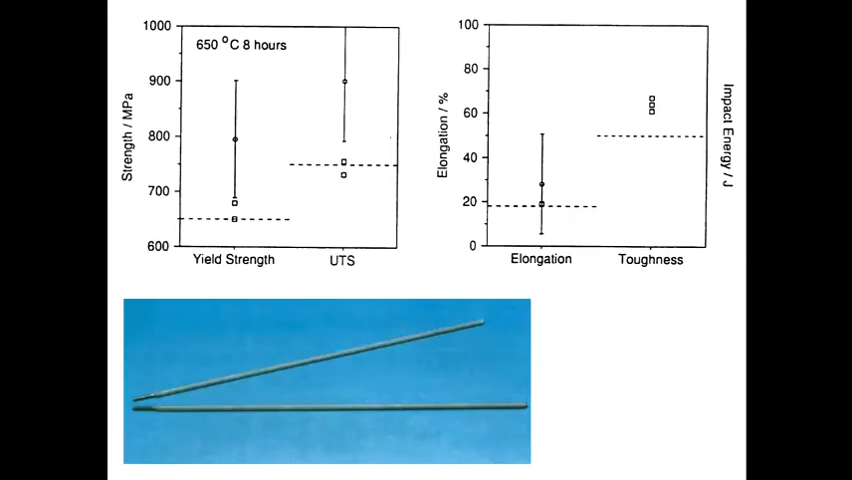 1000
900
800
700
600
Strength / MPa
650 °C 8 hours
Yield Strength
UTS
100
80
60
40
20
0
Elongation / %
Elongation
Toughness
Impact Energy / J